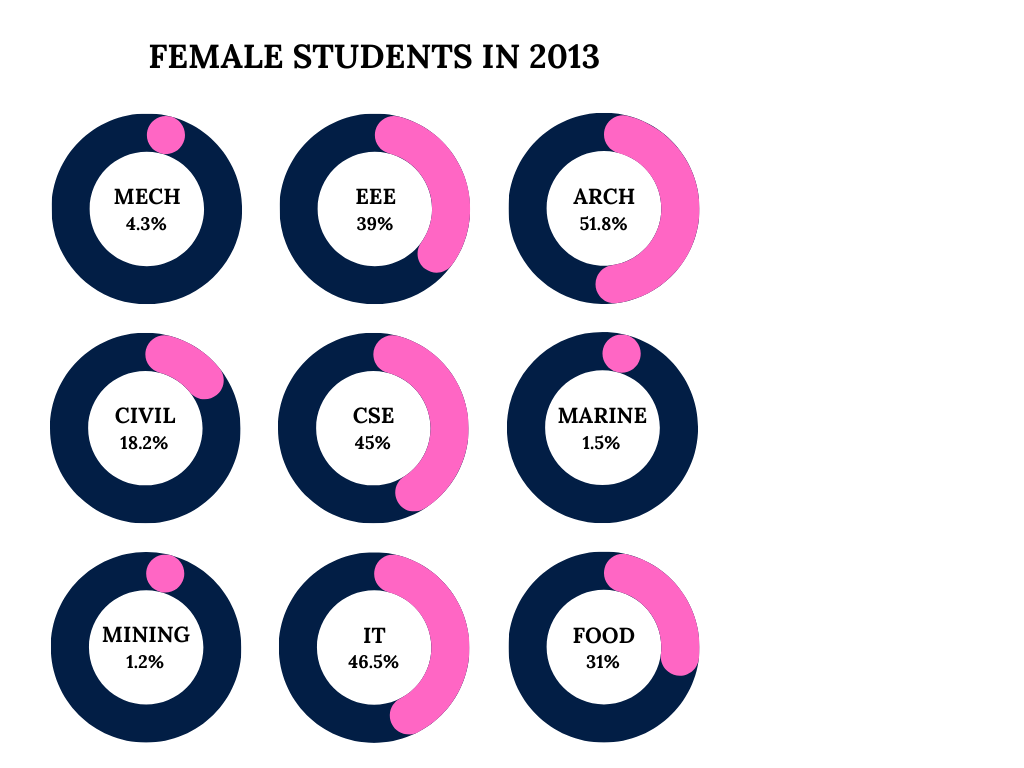 FEMALE STUDENTS IN 2013
MECH
4.3%
EEE
39%
ARCH
51.8%
CIVIL
18.2%
CSE
45%
MARINE
1.5%
MINING
1.2%
IT
46.5%
FOOD
31%